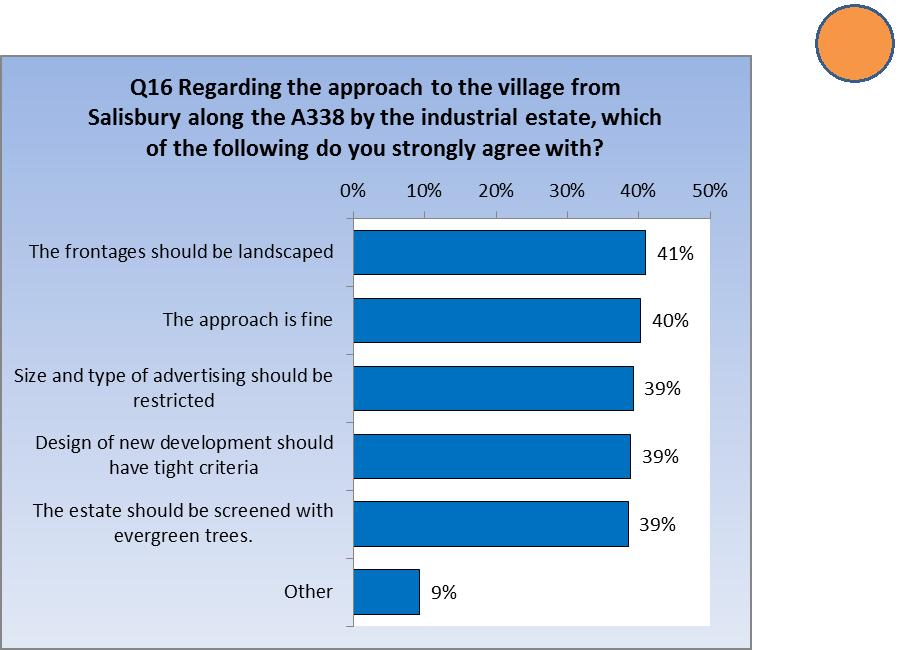 Q16 Regarding the approach to the village from
Salisbury along the A338 by the industrial estate, which
of the following do you strongly agree with?
0% 10% 20% 30% 40% 50%
The frontages should be landscaped 41%
The approach is fine 40%
Size and type of advertising should be
restricted 39%
Design of new development should
have tight criteria 39%
The estate should be screened with
evergreen trees. 39%
Other 9%